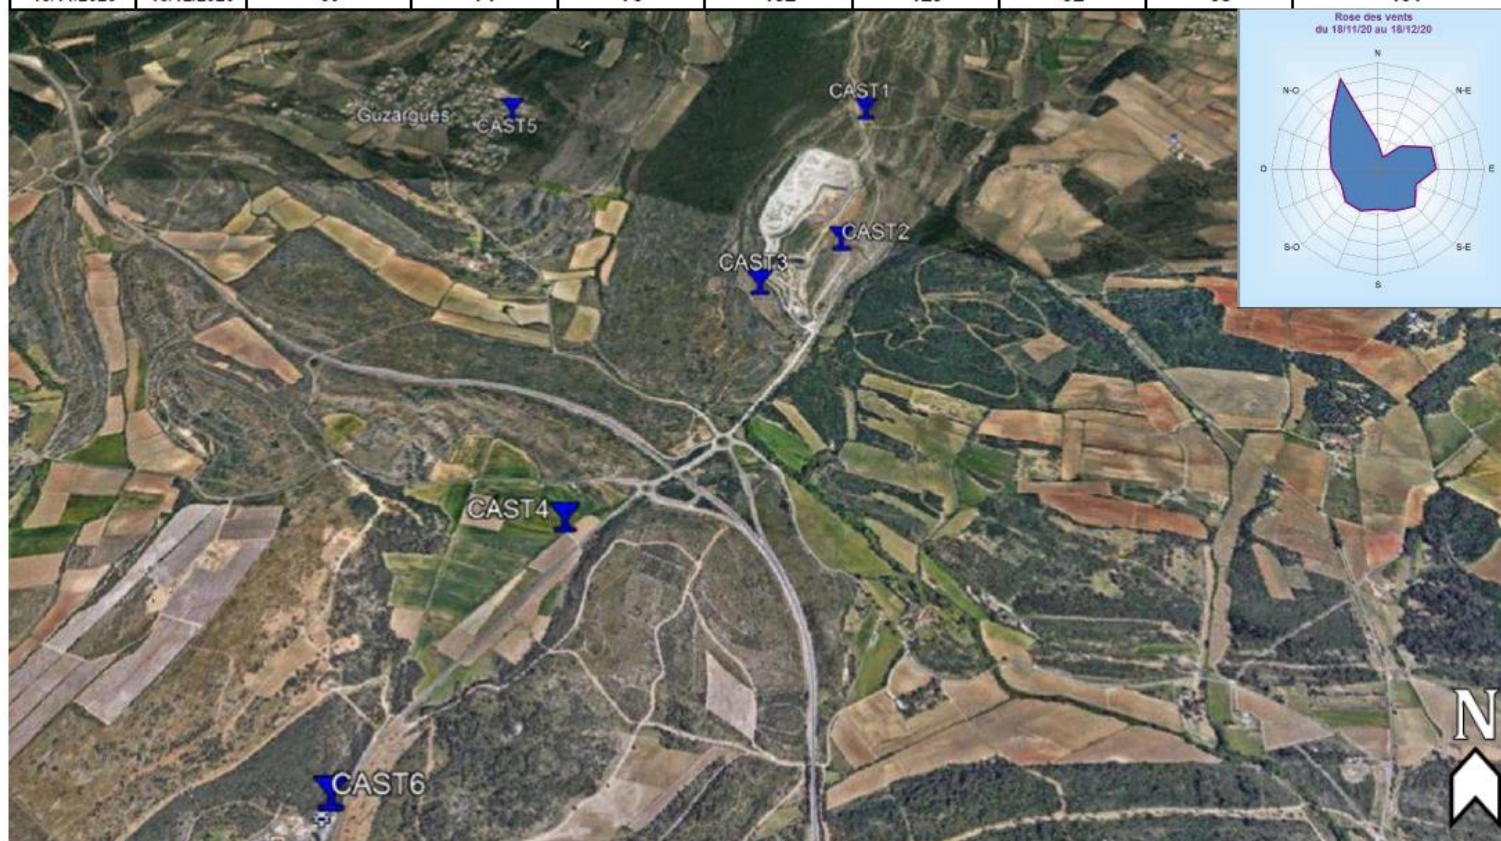 Rose des vents
du 18/11/20 au 18/12/20
N
N-O
N-E
O
E
S-O
S-E
S
CAST1
Guzargues
CAST5
CAST2
CAST3
CAST4
CAST6
N